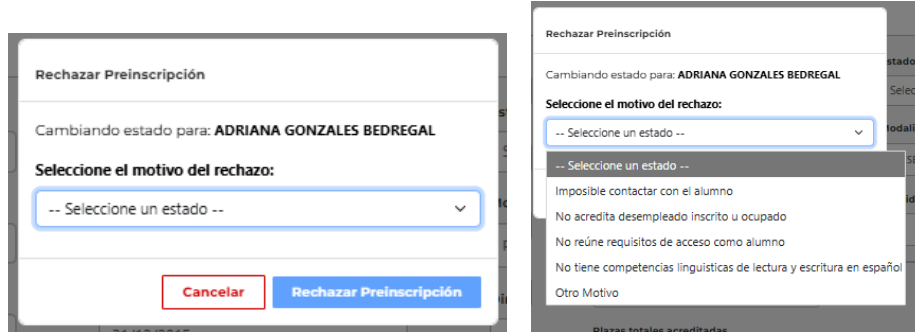 Rechazar Preinscripción
Cambiando estado para: ADRIANA GONZALES BEDREGAL
Seleccione el motivo del rechazo:
-- Seleccione un estado --
Cancelar
Rechazar Preinscripción
Rechazar Preinscripción
Cambiando estado para: ADRIANA GONZALES BEDREGAL
Seleccione el motivo del rechazo:
-- Seleccione un estado --
-- Seleccione un estado --
Imposible contactar con el alumno
No acredita desempleado inscrito u ocupado
No reúne requisitos de acceso como alumno
No tiene competencias linguisticas de lectura y escritura en español
Otro Motivo
Plazas totales acreditadas